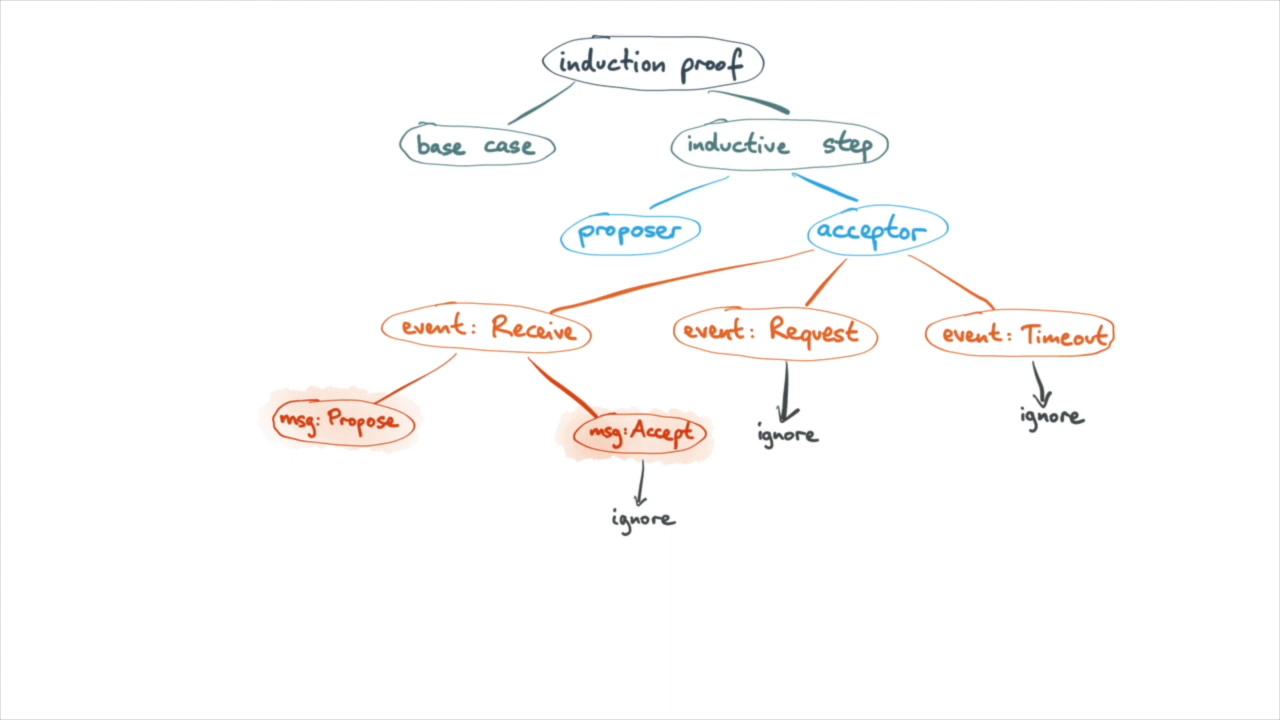 induction proof
base case
inductive step
proposer
acceptor
event: Receive
event: Request
event: Timeout
msg: Propose
msg: Accept
ignore
ignore
ignore